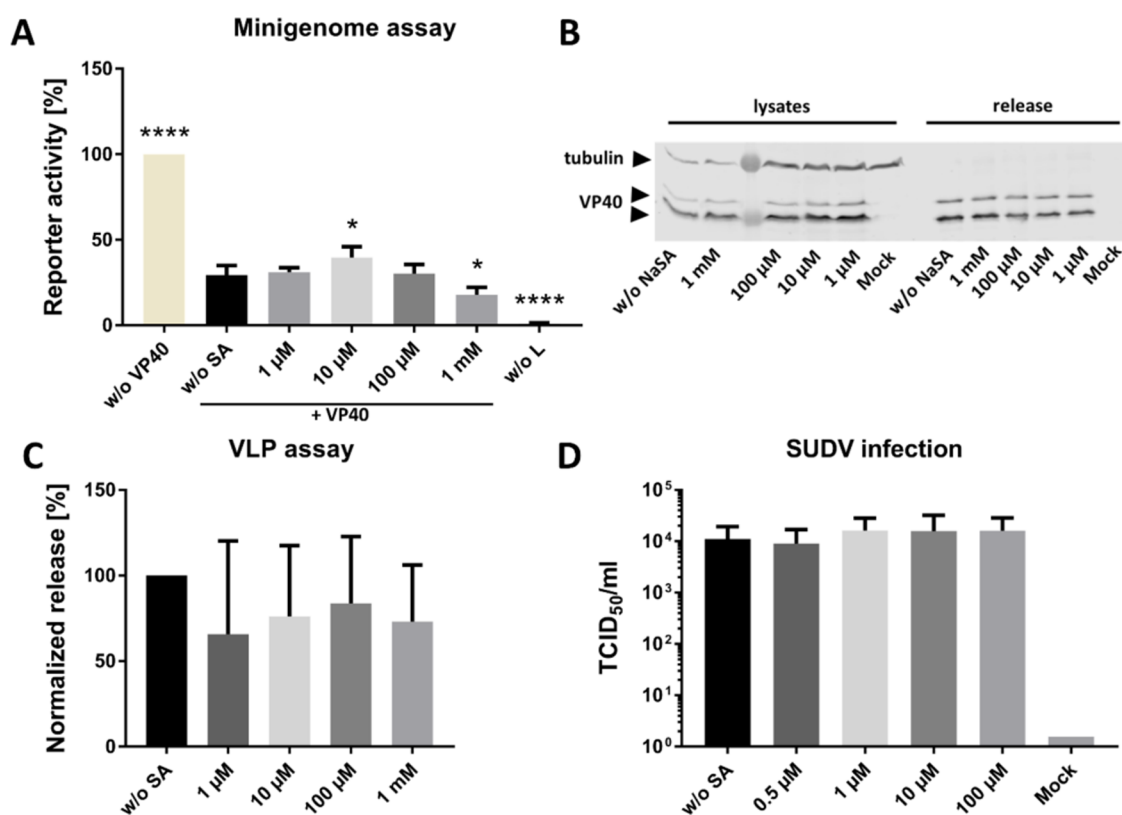 A
Minigenome assay
Reporter activity [%]
150
100
50
0
****
*
*
****
w/o VP40
w/o SA
1 µM
10 µM
100 µM
1 mM
w/o L
+ VP40
B
lysates
release
tubulin
VP40
w/o NaSA
1 mM
100 µM
10 µM
1 µM
Mock
w/o NaSA
1 mM
100 µM
10 µM
1 µM
Mock
C
VLP assay
Normalized release [%]
150
100
50
0
w/o SA
1 µM
10 µM
100 µM
1 mM
D
SUDV infection
TCID₅₀/ml
10⁵
10⁴
10³
10²
10¹
10⁰
w/o SA
0.5 µM
1 µM
10 µM
100 µM
Mock